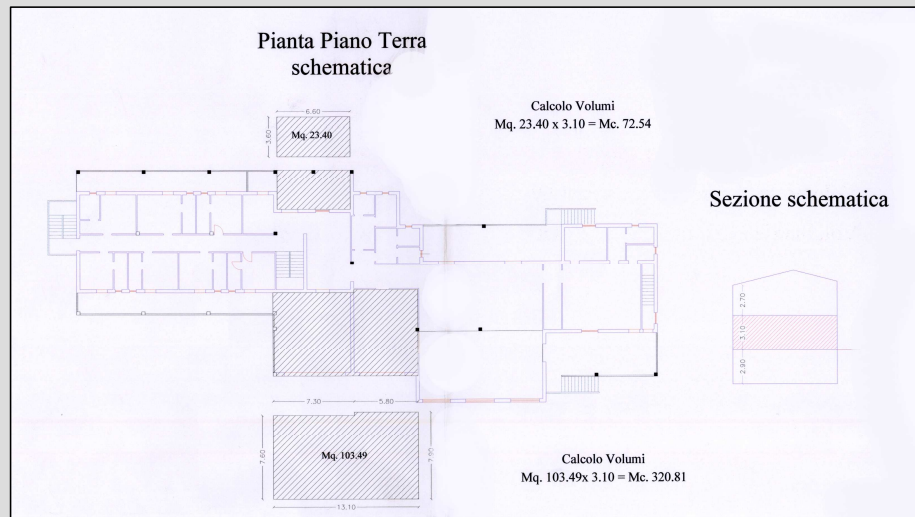 Pianta Piano Terra
schematica
6.60
3.60
Mq. 23.40
Calcolo Volumi
Mq. 23.40 x 3.10 = Mc. 72.54
Sezione schematica
2.70
3.10
2.90
7.30
5.80
7.60
Mq. 103.49
7.90
13.10
Calcolo Volumi
Mq. 103.49x 3.10 = Mc. 320.81